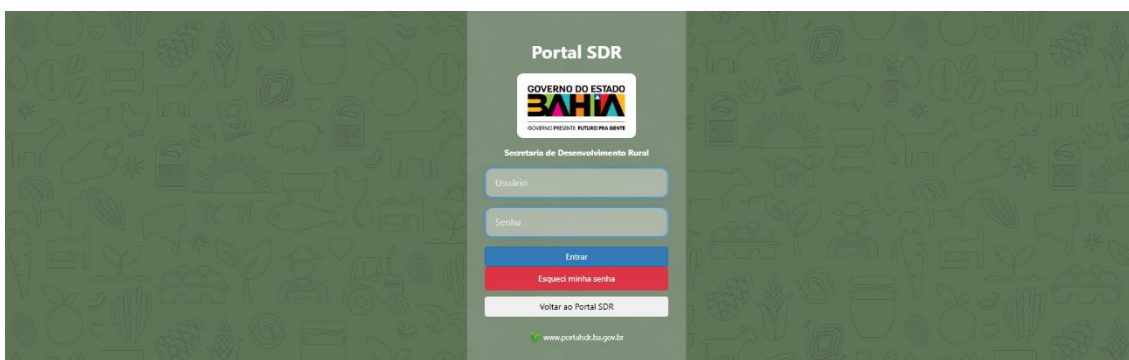 Portal SDR
GOVERNO DO ESTADO
BAHIA
GOVERNO PRESENTE FUTURO PRA GENTE
Secretaria de Desenvolvimento Rural
Usuário
Senha
Entrar
Esqueci minha senha
Voltar ao Portal SDR
www.portalsdr.ba.gov.br